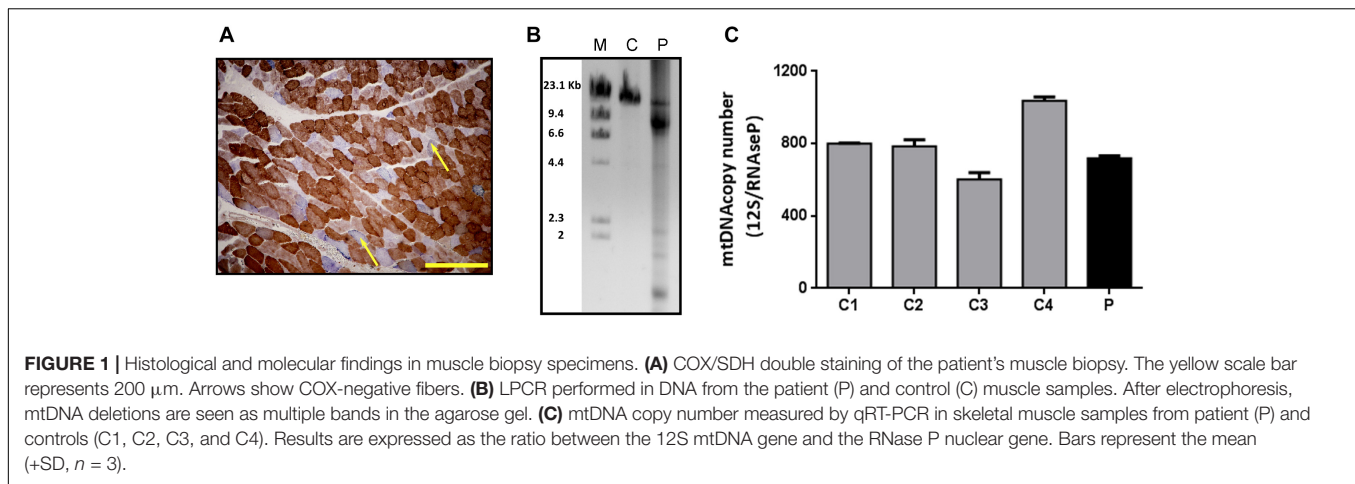 A
B
C
M C P
23.1 Kb
9.4
6.6
4.4
2.3
2
mtDNAcopy number
(12S/RNAseP)
1200
800
400
0
C1 C2 C3 C4 P
FIGURE 1 | Histological and molecular findings in muscle biopsy specimens. (A) COX/SDH double staining of the patient's muscle biopsy. The yellow scale bar
represents 200 μm. Arrows show COX-negative fibers. (B) LPCR performed in DNA from the patient (P) and control (C) muscle samples. After electrophoresis,
mtDNA deletions are seen as multiple bands in the agarose gel. (C) mtDNA copy number measured by qRT-PCR in skeletal muscle samples from patient (P) and
controls (C1, C2, C3, and C4). Results are expressed as the ratio between the 12S mtDNA gene and the RNase P nuclear gene. Bars represent the mean
(+SD, n = 3).